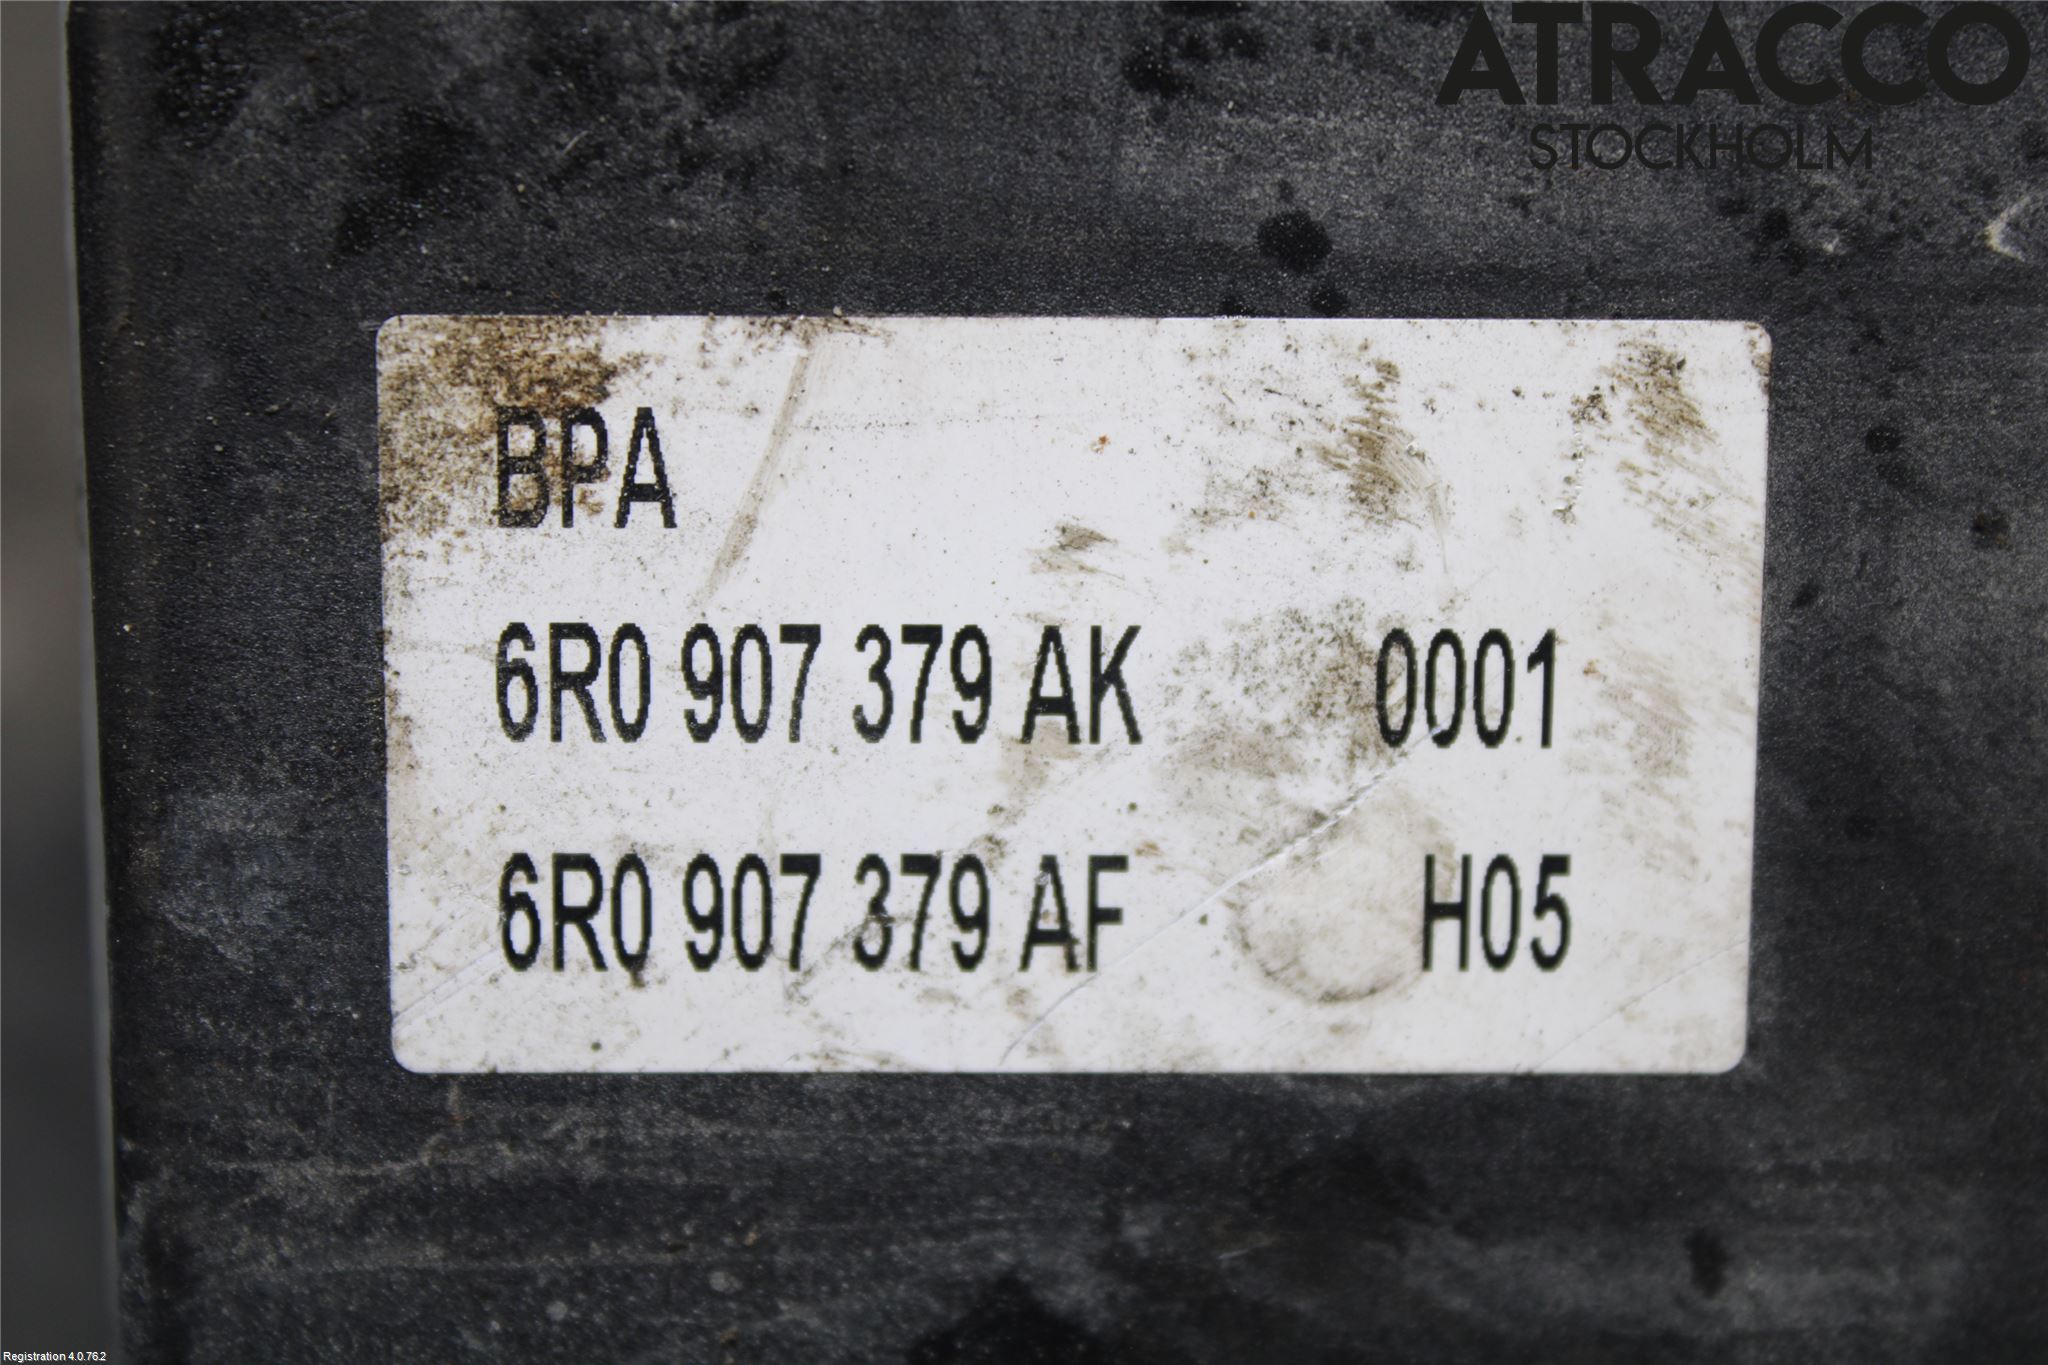 ATRACCO
STOCKHOLM
BPA
6R0 907 379 AK 0001
6R0 907 379 AF H05
Registration 4.0.76.2